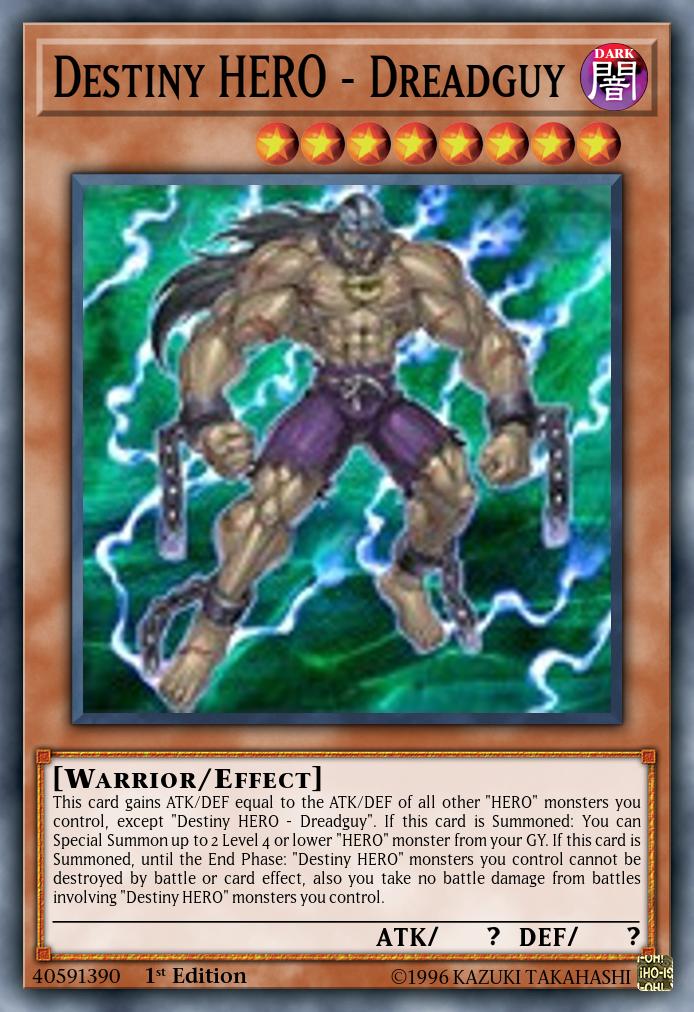 Destiny HERO - Dreadguy
DARK
闇
[Warrior/Effect]
This card gains ATK/DEF equal to the ATK/DEF of all other "HERO" monsters you
control, except "Destiny HERO - Dreadguy". If this card is Summoned: You can
Special Summon up to 2 Level 4 or lower "HERO" monster from your GY. If this card is
Summoned, until the End Phase: "Destiny HERO" monsters you control cannot be
destroyed by battle or card effect, also you take no battle damage from battles
involving "Destiny HERO" monsters you control.
ATK/ ? DEF/ ?
40591390 1st Edition ©1996 KAZUKI TAKAHASHI